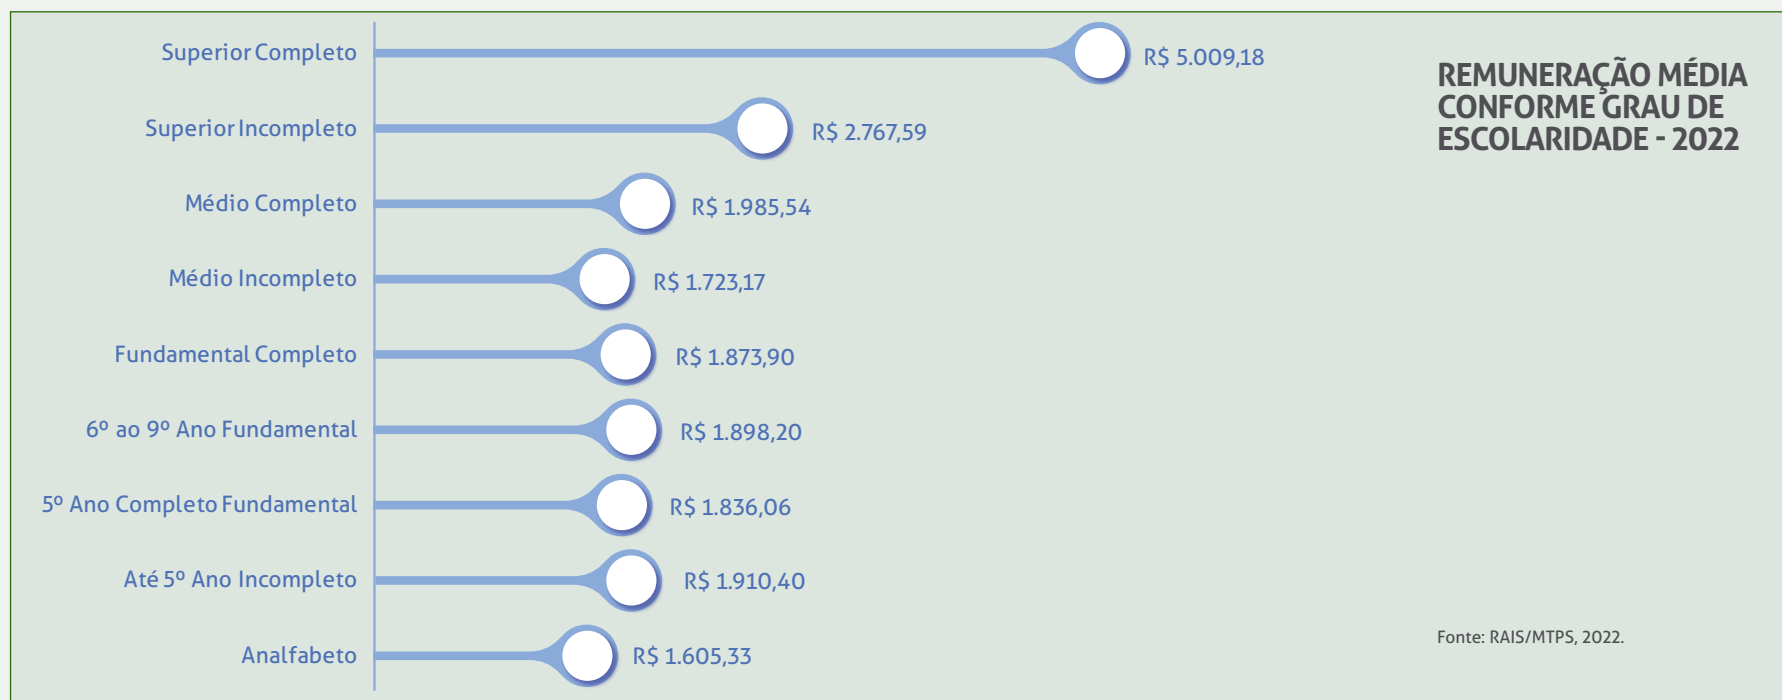 Superior Completo R$ 5.009,18
Superior Incompleto R$ 2.767,59
Médio Completo R$ 1.985,54
Médio Incompleto R$ 1.723,17
Fundamental Completo R$ 1.873,90
6º ao 9º Ano Fundamental R$ 1.898,20
5º Ano Completo Fundamental R$ 1.836,06
Até 5º Ano Incompleto R$ 1.910,40
Analfabeto R$ 1.605,33
REMUNERAÇÃO MÉDIA
CONFORME GRAU DE
ESCOLARIDADE - 2022
Fonte: RAIS/MTPS, 2022.